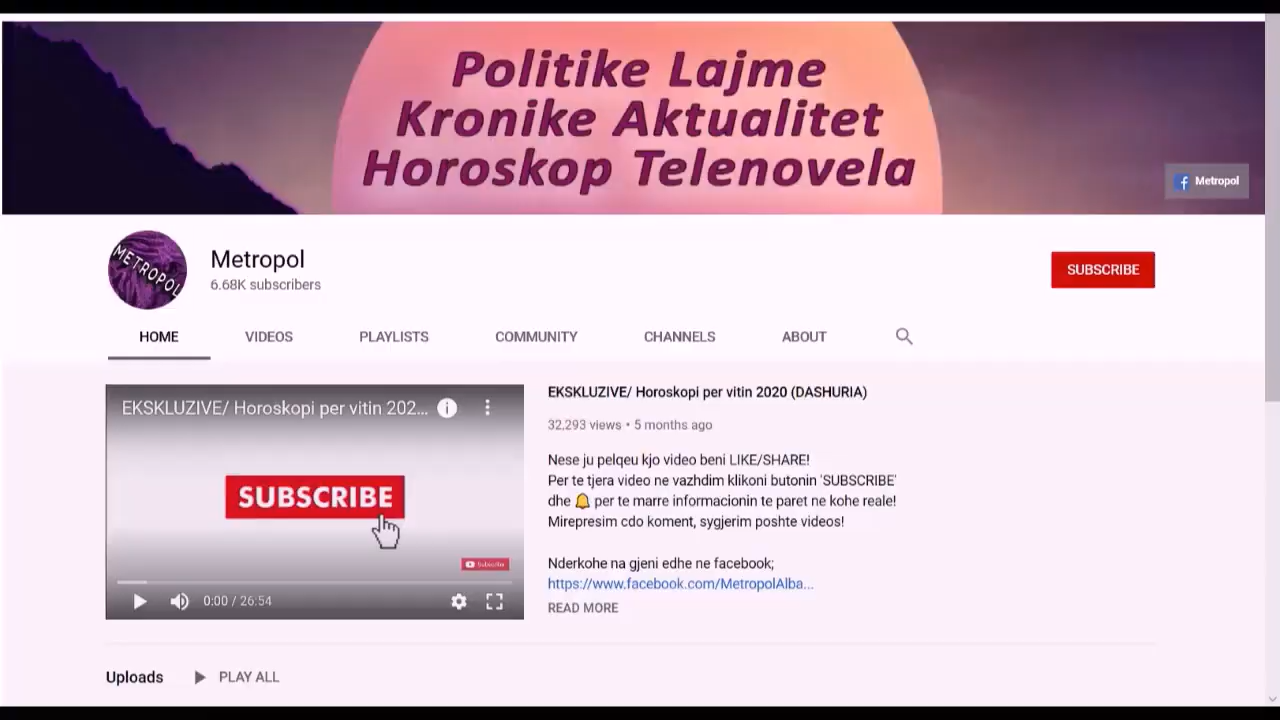 Politike Lajme
Kronike Aktualitet
Horoskop Telenovela
Metropol
METROPOL
Metropol
6.68K subscribers
SUBSCRIBE
HOME VIDEOS PLAYLISTS COMMUNITY CHANNELS ABOUT
EKSKLUZIVE/ Horoskopi per vitin 202...
SUBSCRIBE
Subscribe
0:00 / 26:54
EKSKLUZIVE/ Horoskopi per vitin 2020 (DASHURIA)
32,293 views • 5 months ago
Nese ju pelqeu kjo video beni LIKE/SHARE!
Per te tjera video ne vazhdim klikoni butonin 'SUBSCRIBE'
dhe 🔔 per te marre informacionin te paret ne kohe reale!
Mirepresim cdo koment, sygjerim poshte videos!
Nderkohe na gjeni edhe ne facebook;
https://www.facebook.com/MetropolAlba...
READ MORE
Uploads PLAY ALL